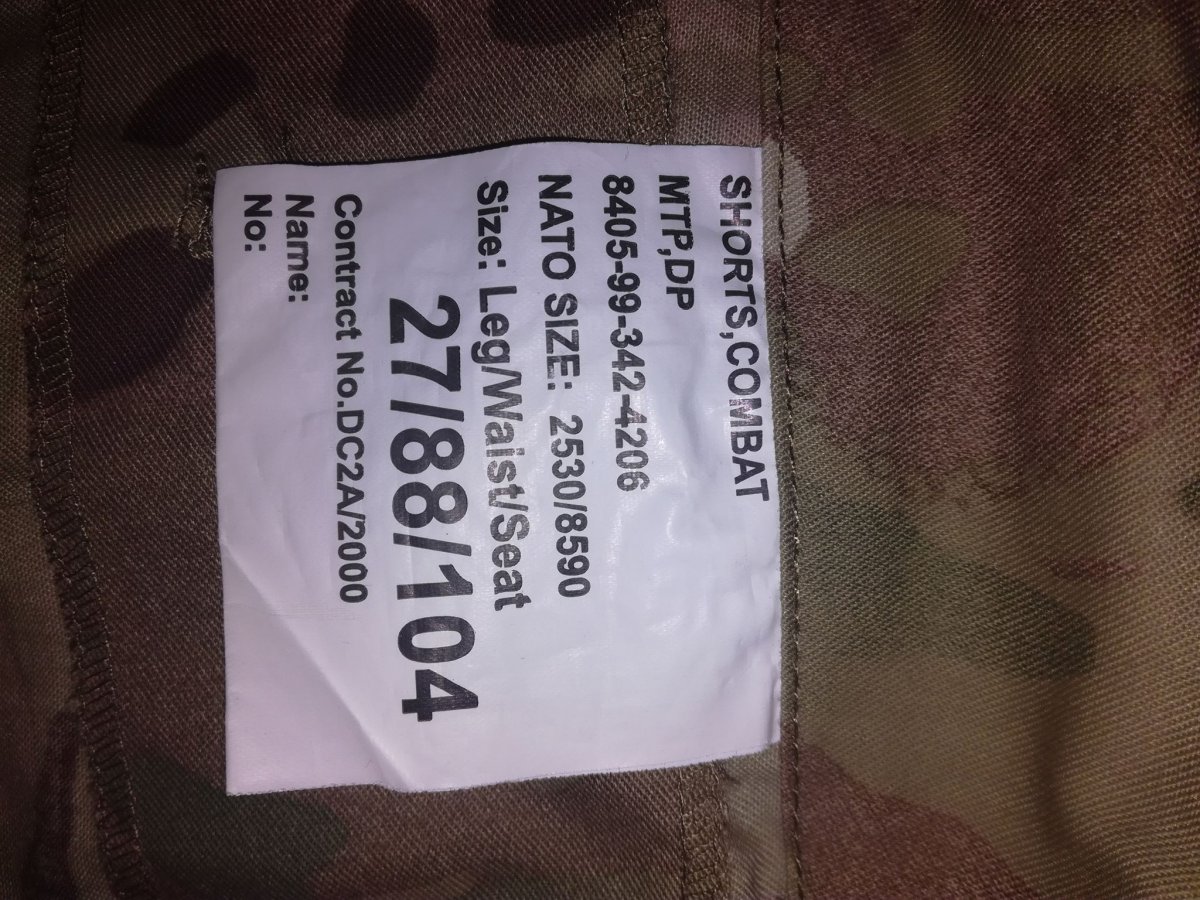 SHORTS,COMBAT
MTP,DP
8405-99-342-4206
NATO SIZE: 2530/8590
Size: Leg/Waist/Seat
27/88/104
Contract No.DC2A/2000
Name:
No: